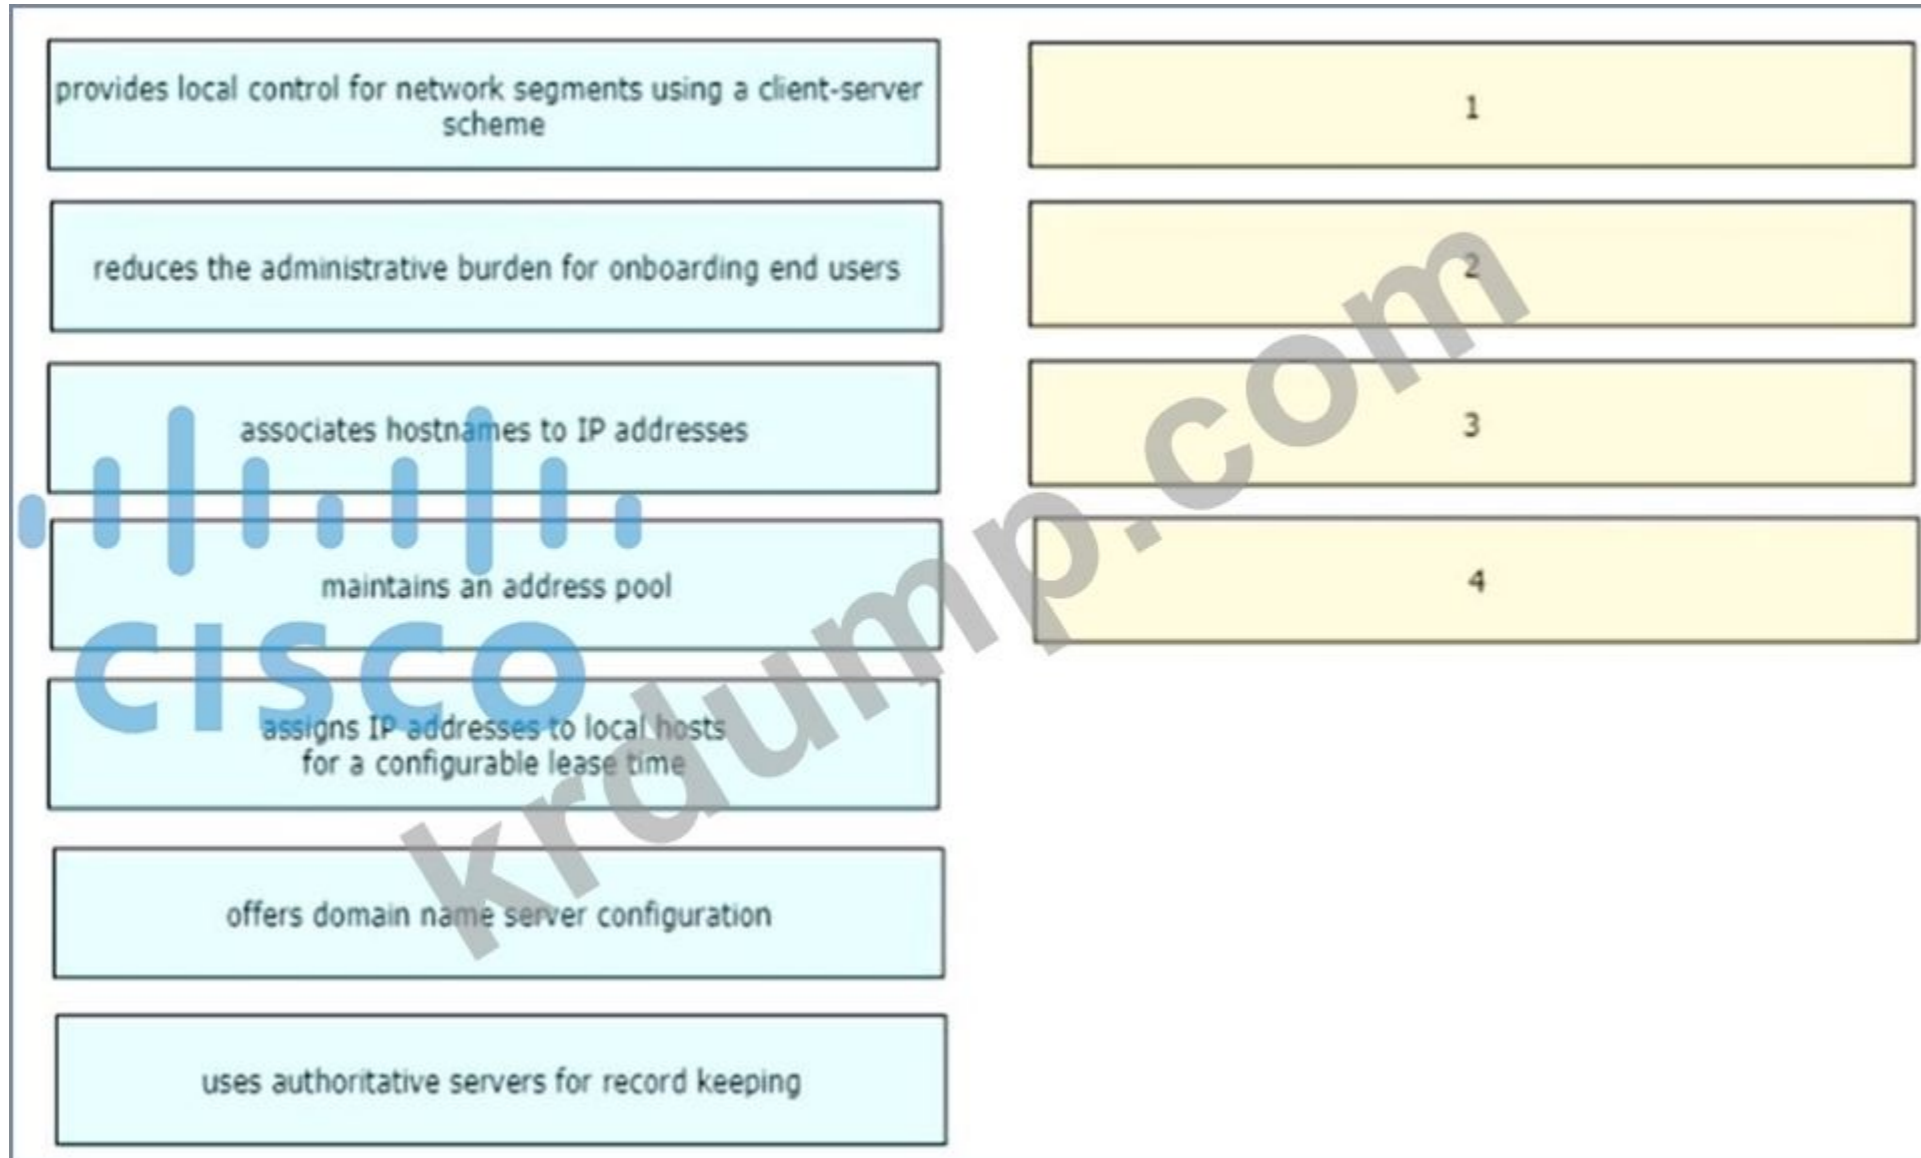 provides local control for network segments using a client-server
scheme
1
reduces the administrative burden for onboarding end users
2
associates hostnames to IP addresses
3
maintains an address pool
4
CISCO
assigns IP addresses to local hosts
for a configurable lease time
offers domain name server configuration
uses authoritative servers for record keeping
krdump.com